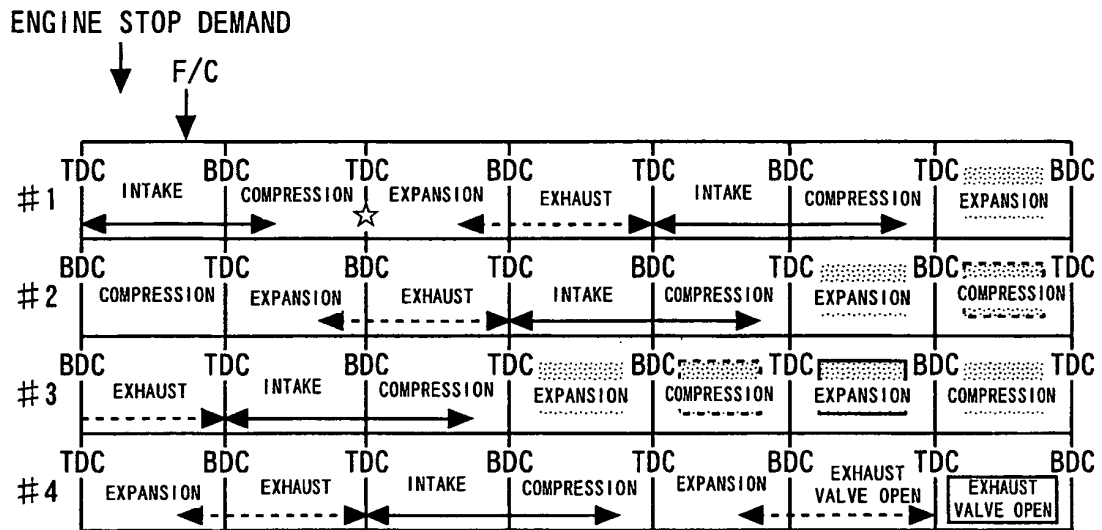 ENGINE STOP DEMAND
F/C
TDC BDC TDC BDC TDC BDC TDC BDC
#1 INTAKE COMPRESSION EXPANSION EXHAUST INTAKE COMPRESSION EXPANSION
BDC TDC BDC TDC BDC TDC BDC TDC
#2 COMPRESSION EXPANSION EXHAUST INTAKE COMPRESSION EXPANSION COMPRESSION
BDC TDC BDC TDC BDC TDC BDC TDC
#3 EXHAUST INTAKE COMPRESSION EXPANSION COMPRESSION EXPANSION COMPRESSION
TDC BDC TDC BDC TDC BDC TDC BDC
#4 EXPANSION EXHAUST INTAKE COMPRESSION EXPANSION EXHAUST VALVE OPEN EXHAUST VALVE OPEN